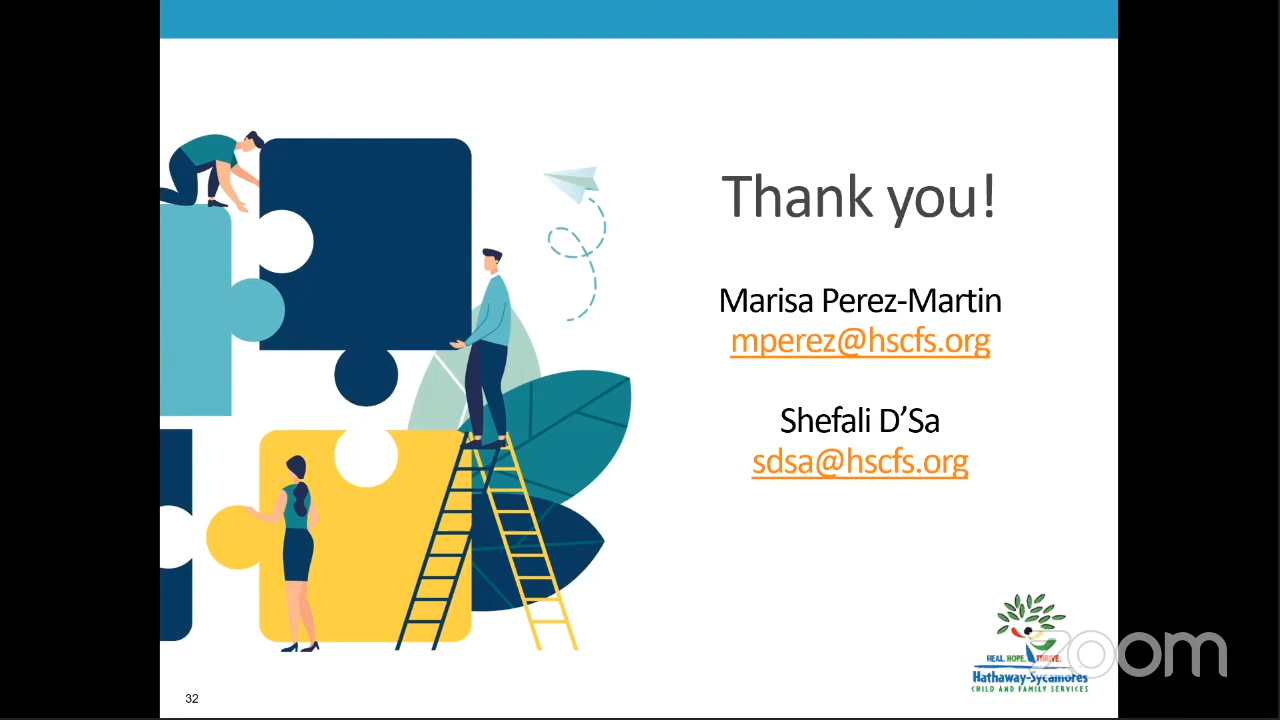 Thank you!
Marisa Perez-Martin
mperez@hscfs.org
Shefali D’Sa
sdsa@hscfs.org
HEAL. HOPE. THRIVE.
Hathaway-Sycamores
CHILD AND FAMILY SERVICES
zoom
32